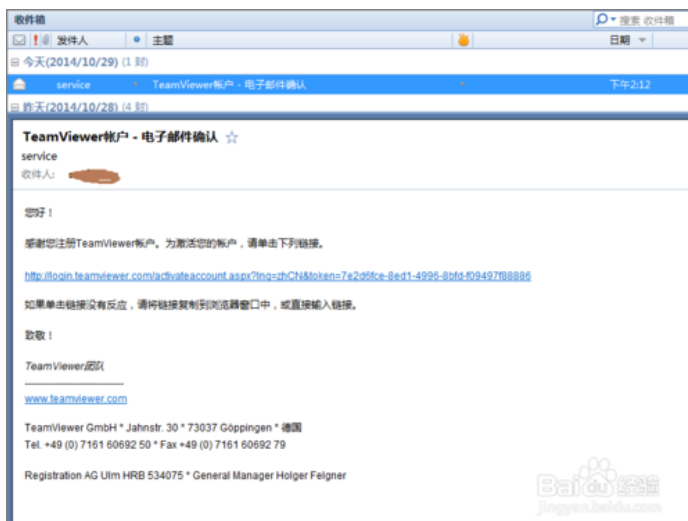 收件箱
搜索 收件箱
发件人 主题 日期
今天(2014/10/29) (1 封)
service TeamViewer帐户 - 电子邮件确认 下午2:12
昨天(2014/10/28) (4 封)
TeamViewer帐户 - 电子邮件确认
service
收件人:
您好！
感谢您注册TeamViewer帐户。为激活您的帐户，请单击下列链接。
http://login.teamviewer.com/activateaccount.aspx?lng=zhCN&token=7e2d6fce-8ed1-4996-8bfd-f09497f88886
如果单击链接没有反应，请将链接复制到浏览器窗口中，或直接输入链接。
致敬！
TeamViewer团队
----------------------------
www.teamviewer.com
TeamViewer GmbH * Jahnstr. 30 * 73037 Göppingen * 德国
Tel. +49 (0) 7161 60692 50 * Fax +49 (0) 7161 60692 79
Registration AG Ulm HRB 534075 * General Manager Holger Felgner
Baidu 经验
jingyan.baidu.com